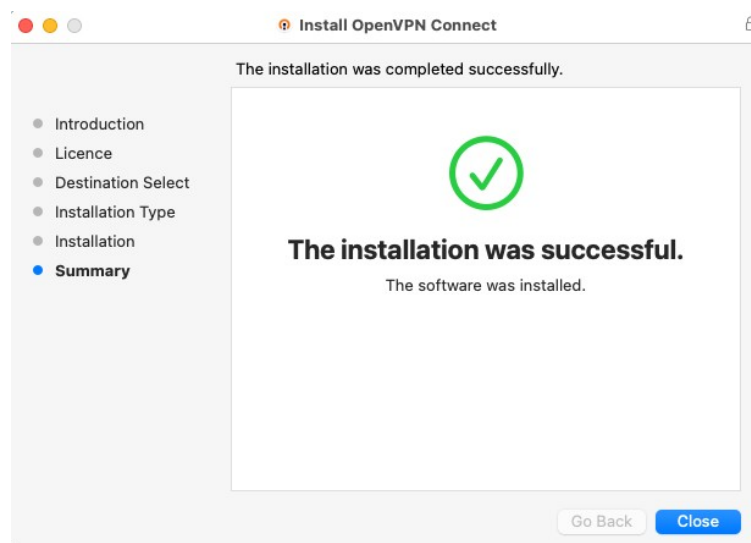 Install OpenVPN Connect
The installation was completed successfully.
Introduction
Licence
Destination Select
Installation Type
Installation
Summary
The installation was successful.
The software was installed.
Go Back
Close